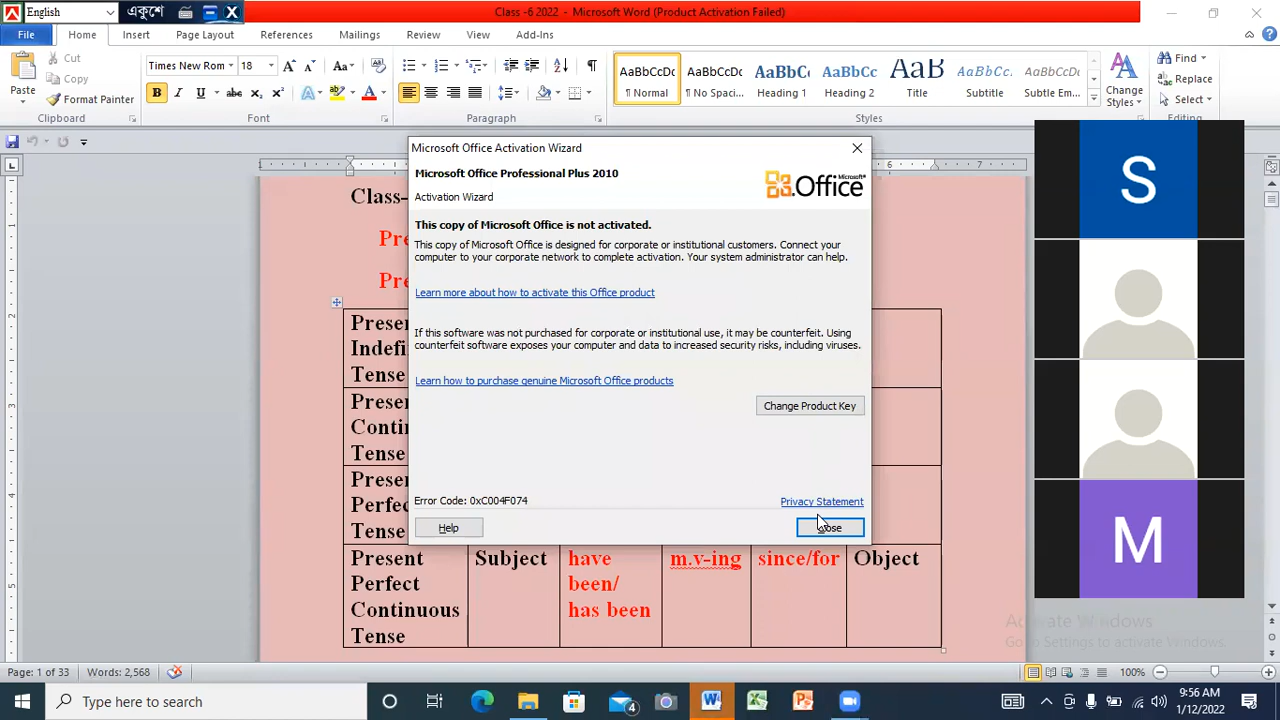 English
একুশে
Class -6 2022 - Microsoft Word (Product Activation Failed)
File Home Insert Page Layout References Mailings Review View Add-Ins
Paste
Cut
Copy
Format Painter
Clipboard
Times New Rom 18
Font
Paragraph
AaBbCcDc AaBbCcDc AaBbCc AaBbCc AaB AaBbCcL AaBbCcDc
¶ Normal ¶ No Spaci... Heading 1 Heading 2 Title Subtitle Subtle Em...
Styles
Change Styles
Find
Replace
Select
Editing
Class-
Pre
Pre
Present
Indefi
Tense
Present
Conti
Tense
Present
Perfect
Tense
Present Perfect Continuous Tense
Subject
have been/ has been
m.v-ing
since/for
Object
Microsoft Office Activation Wizard
Microsoft Office Professional Plus 2010
Activation Wizard
Microsoft Office
This copy of Microsoft Office is not activated.
This copy of Microsoft Office is designed for corporate or institutional customers. Connect your
computer to your corporate network to complete activation. Your system administrator can help.
Learn more about how to activate this Office product
If this software was not purchased for corporate or institutional use, it may be counterfeit. Using
counterfeit software exposes your computer and data to increased security risks, including viruses.
Learn how to purchase genuine Microsoft Office products
Change Product Key
Error Code: 0xC004F074
Privacy Statement
Help
S
M
Activate Windows
Go to Settings to activate Windows.
Page: 1 of 33 Words: 2,568
100%
Type here to search
4
9:56 AM
1/12/2022